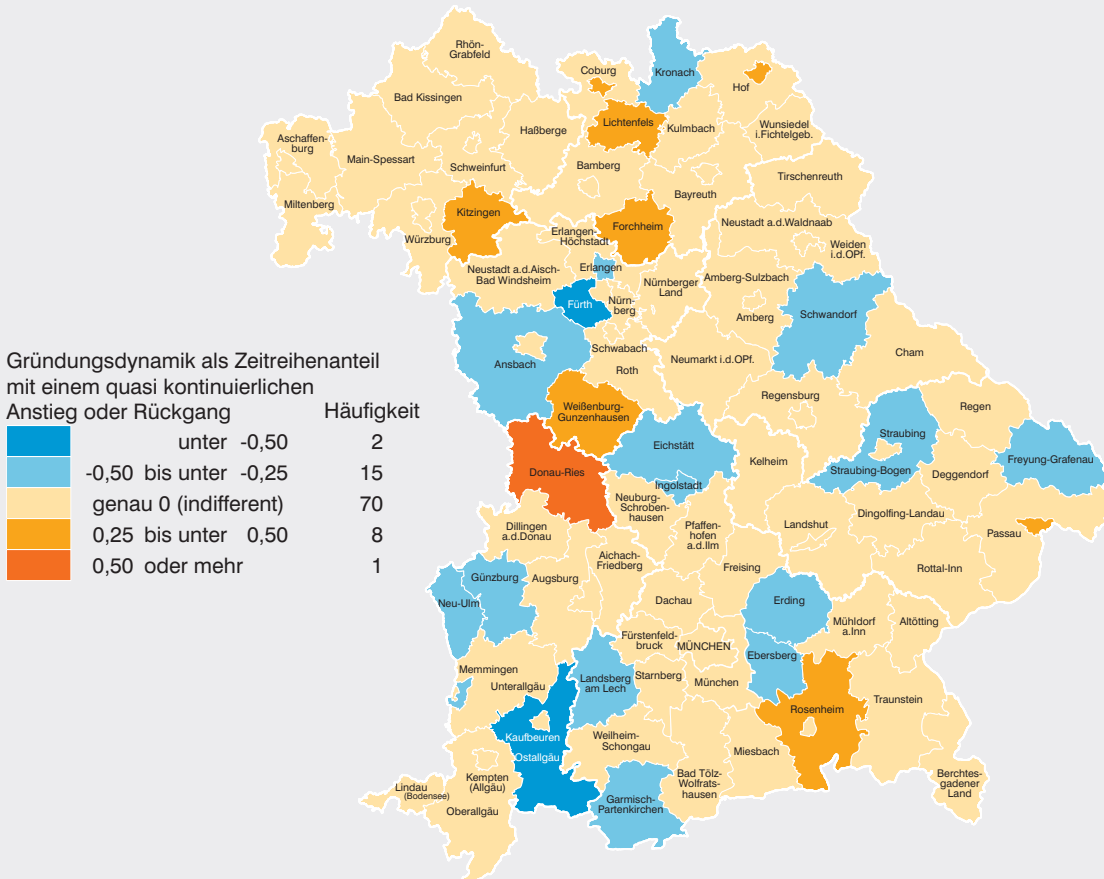 Gründungsdynamik als Zeitreihenanteil
mit einem quasi kontinuierlichen
Anstieg oder Rückgang Häufigkeit
unter -0,50 2
-0,50 bis unter -0,25 15
genau 0 (indifferent) 70
0,25 bis unter 0,50 8
0,50 oder mehr 1
Rhön-
Grabfeld
Coburg
Kronach
Hof
Bad Kissingen
Lichtenfels
Kulmbach
Wunsiedel
i.Fichtelgeb.
Haßberge
Aschaffen-
burg
Main-Spessart
Schweinfurt
Bamberg
Bayreuth
Tirschenreuth
Miltenberg
Kitzingen
Würzburg
Forchheim
Erlangen-
Höchstadt
Neustadt a.d.Waldnaab
Weiden
i.d.OPf.
Neustadt a.d.Aisch-
Bad Windsheim
Erlangen
Fürth
Nürn-
berg
Nürnberger
Land
Amberg-Sulzbach
Amberg
Schwandorf
Ansbach
Schwabach
Roth
Neumarkt i.d.OPf.
Cham
Weißenburg-
Gunzenhausen
Regensburg
Regen
Eichstätt
Straubing
Freyung-Grafenau
Donau-Ries
Kelheim
Straubing-Bogen
Deggendorf
Ingolstadt
Neuburg-
Schroben-
hausen
Dillingen
a.d.Donau
Pfaffen-
hofen
a.d.Ilm
Landshut
Dingolfing-Landau
Passau
Aichach-
Friedberg
Günzburg
Augsburg
Freising
Rottal-Inn
Neu-Ulm
Dachau
Erding
Mühldorf
a.Inn
Altötting
Fürstenfeld-
bruck
MÜNCHEN
Ebersberg
Memmingen
Unterallgäu
Landsberg
am Lech
Starnberg
München
Traunstein
Rosenheim
Kaufbeuren
Ostallgäu
Weilheim-
Schongau
Miesbach
Bad Tölz-
Wolfrats-
hausen
Berchtes-
gadener
Land
Lindau
(Bodensee)
Kempten
(Allgäu)
Oberallgäu
Garmisch-
Partenkirchen